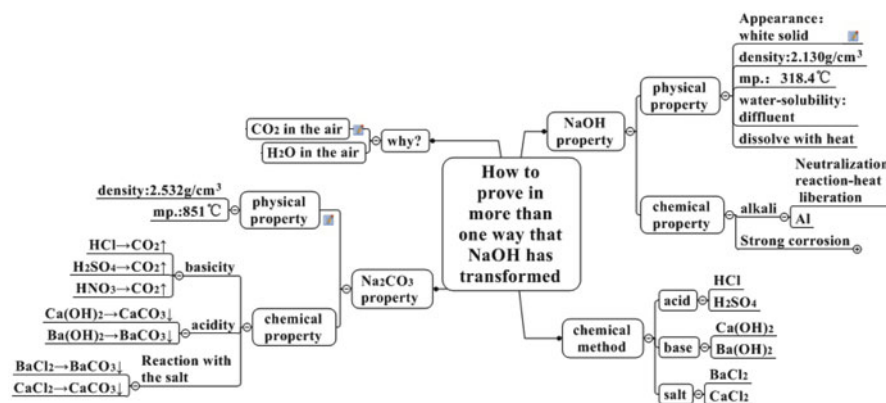 How to
prove in
more than
one way that
NaOH has
transformed
why?
CO2 in the air
H2O in the air
NaOH
property
physical
property
Appearance:
white solid
density:2.130g/cm³
mp.: 318.4℃
water-solubility:
diffluent
dissolve with heat
chemical
property
alkali
Neutralization
reaction-heat
liberation
Al
Strong corrosion
Na2CO3
property
physical
property
density:2.532g/cm³
mp.:851℃
chemical
property
basicity
HCl→CO2↑
H2SO4→CO2↑
HNO3→CO2↑
acidity
Ca(OH)2→CaCO3↓
Ba(OH)2→BaCO3↓
Reaction with
the salt
BaCl2→BaCO3↓
CaCl2→CaCO3↓
chemical
method
acid
HCl
H2SO4
base
Ca(OH)2
Ba(OH)2
salt
BaCl2
CaCl2